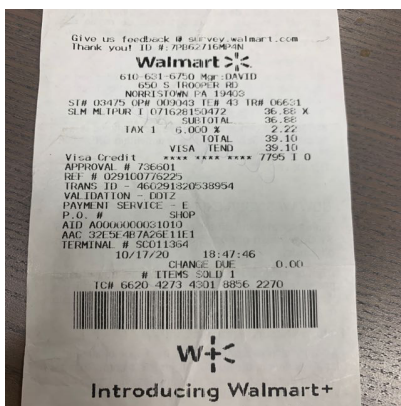 Give us feedback @ survey.walmart.com
Thank you! ID #:7PB62716MP4N
Walmart
610-631-6750 Mgr:DAVID
650 S TROOPER RD
NORRISTOWN PA 19403
ST# 03475 OP# 009043 TE# 43 TR# 06631
SLM MLTPUR I 071628150472 36.88 X
SUBTOTAL 36.88
TAX 1 6.000 % 2.22
TOTAL 39.10
VISA TEND 39.10
Visa Credit **** **** **** 7795 I 0
APPROVAL # 736601
REF # 029100776225
TRANS ID - 466291820538954
VALIDATION - DDTZ
PAYMENT SERVICE - E
P.O. # SHOP
AID A0000000031010
AAC 32E5E4B7A26E11E1
TERMINAL # SC011364
10/17/20 18:47:46
CHANGE DUE 0.00
# ITEMS SOLD 1
TC# 6620 4273 4301 8856 2270
W+
Introducing Walmart+